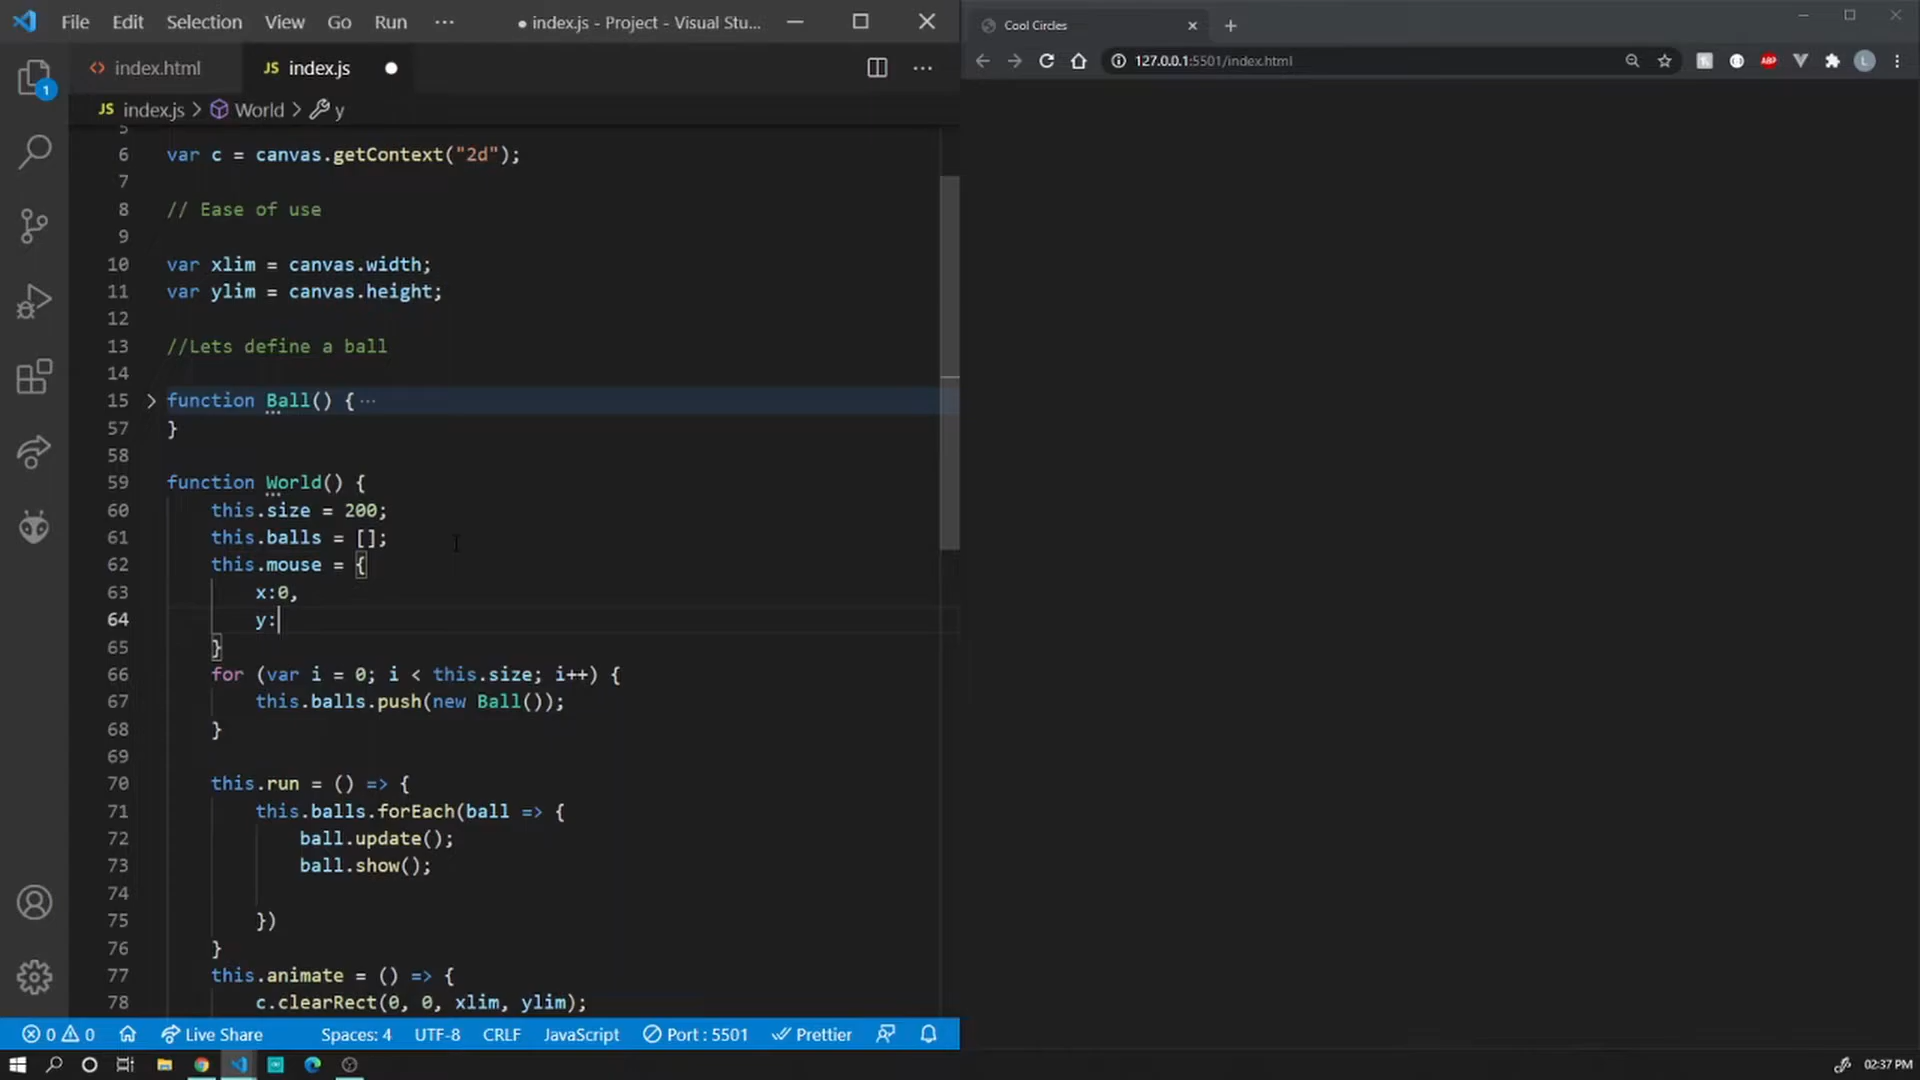 File Edit Selection View Go Run ··· ● index.js - Project - Visual Stu...
<> index.html JS index.js ●
JS index.js > World > y
1
5
6 var c = canvas.getContext("2d");
7
8 // Ease of use
9
10 var xlim = canvas.width;
11 var ylim = canvas.height;
12
13 //Lets define a ball
14
15 function Ball() { ···
57 }
58
59 function World() {
60 this.size = 200;
61 this.balls = [];
62 this.mouse = {
63 x:0,
64 y:
65 }
66 for (var i = 0; i < this.size; i++) {
67 this.balls.push(new Ball());
68 }
69
70 this.run = () => {
71 this.balls.forEach(ball => {
72 ball.update();
73 ball.show();
74
75 })
76 }
77 this.animate = () => {
78 c.clearRect(0, 0, xlim, ylim);
0 0 Live Share Spaces: 4 UTF-8 CRLF JavaScript Port : 5501 Prettier
Cool Circles
127.0.0.1:5501/index.html
ABP
L
02:37 PM